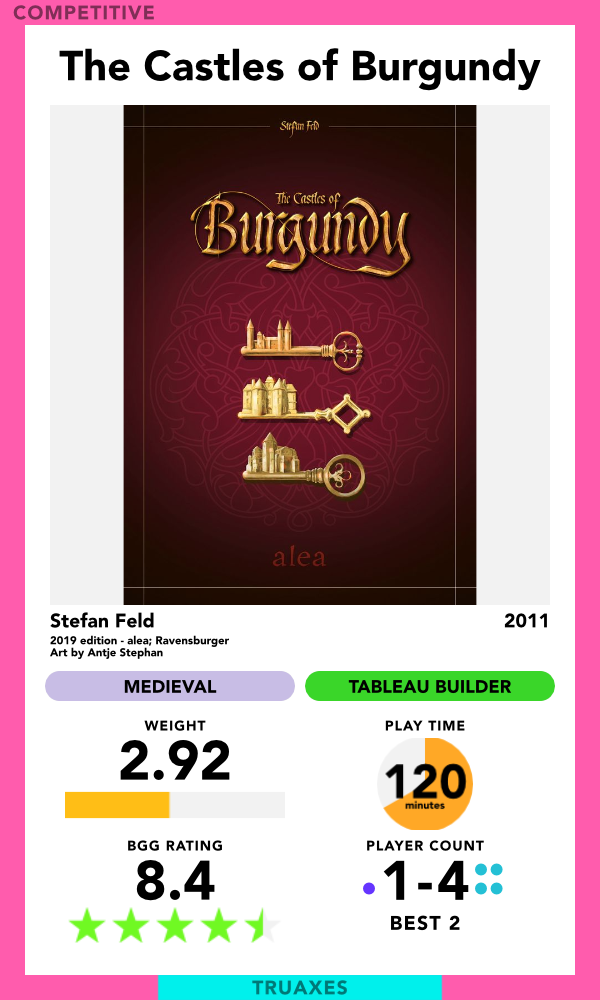 COMPETITIVE
The Castles of Burgundy
Stefan Feld
The Castles of
Burgundy
alea
Stefan Feld 2011
2019 edition - alea; Ravensburger
Art by Antje Stephan
MEDIEVAL TABLEAU BUILDER
WEIGHT PLAY TIME
2.92 120
minutes
BGG RATING PLAYER COUNT
8.4 1-4
BEST 2
TRUAXES